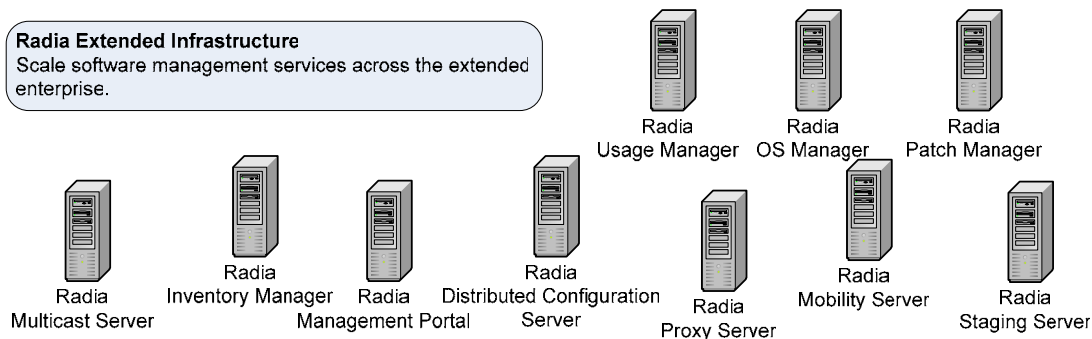 Radia Extended Infrastructure
Scale software management services across the extended
enterprise.
Radia
Usage Manager
Radia
OS Manager
Radia
Patch Manager
Radia
Multicast Server
Radia
Inventory Manager
Radia
Management Portal
Radia
Distributed Configuration
Server
Radia
Proxy Server
Radia
Mobility Server
Radia
Staging Server